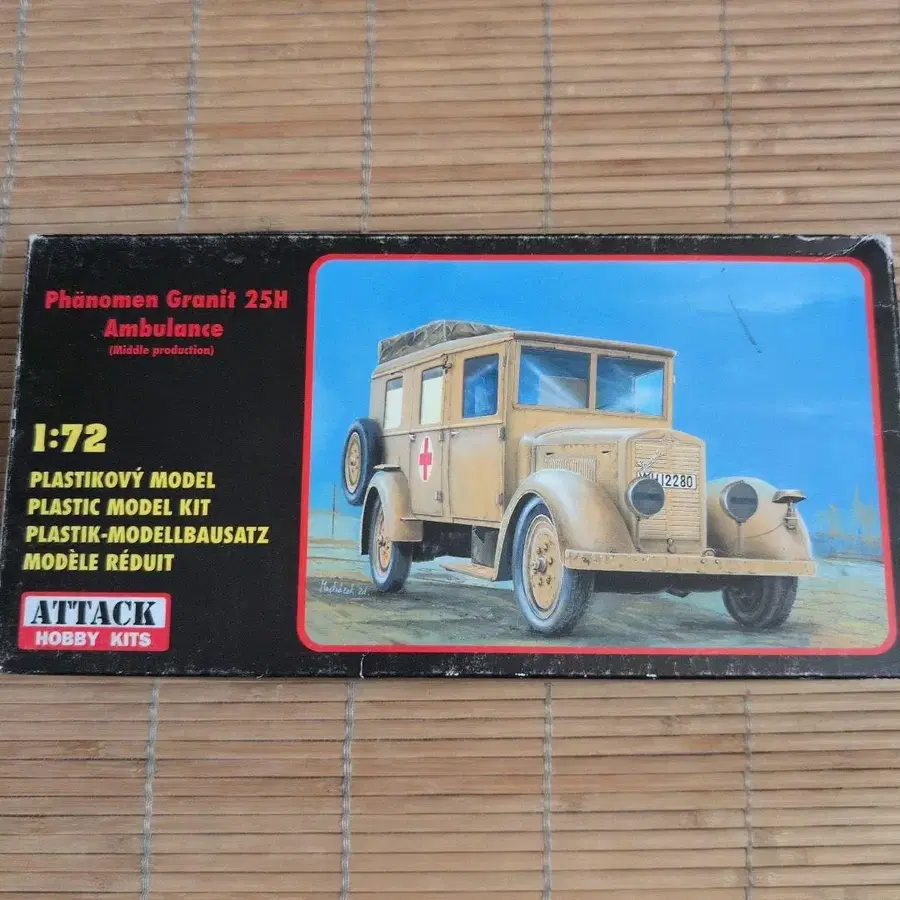 Phänomen Granit 25H
Ambulance
(Middle production)
1:72
PLASTIKOVÝ MODEL
PLASTIC MODEL KIT
PLASTIK-MODELLBAUSATZ
MODÈLE RÉDUIT
ATTACK
HOBBY KITS
12280